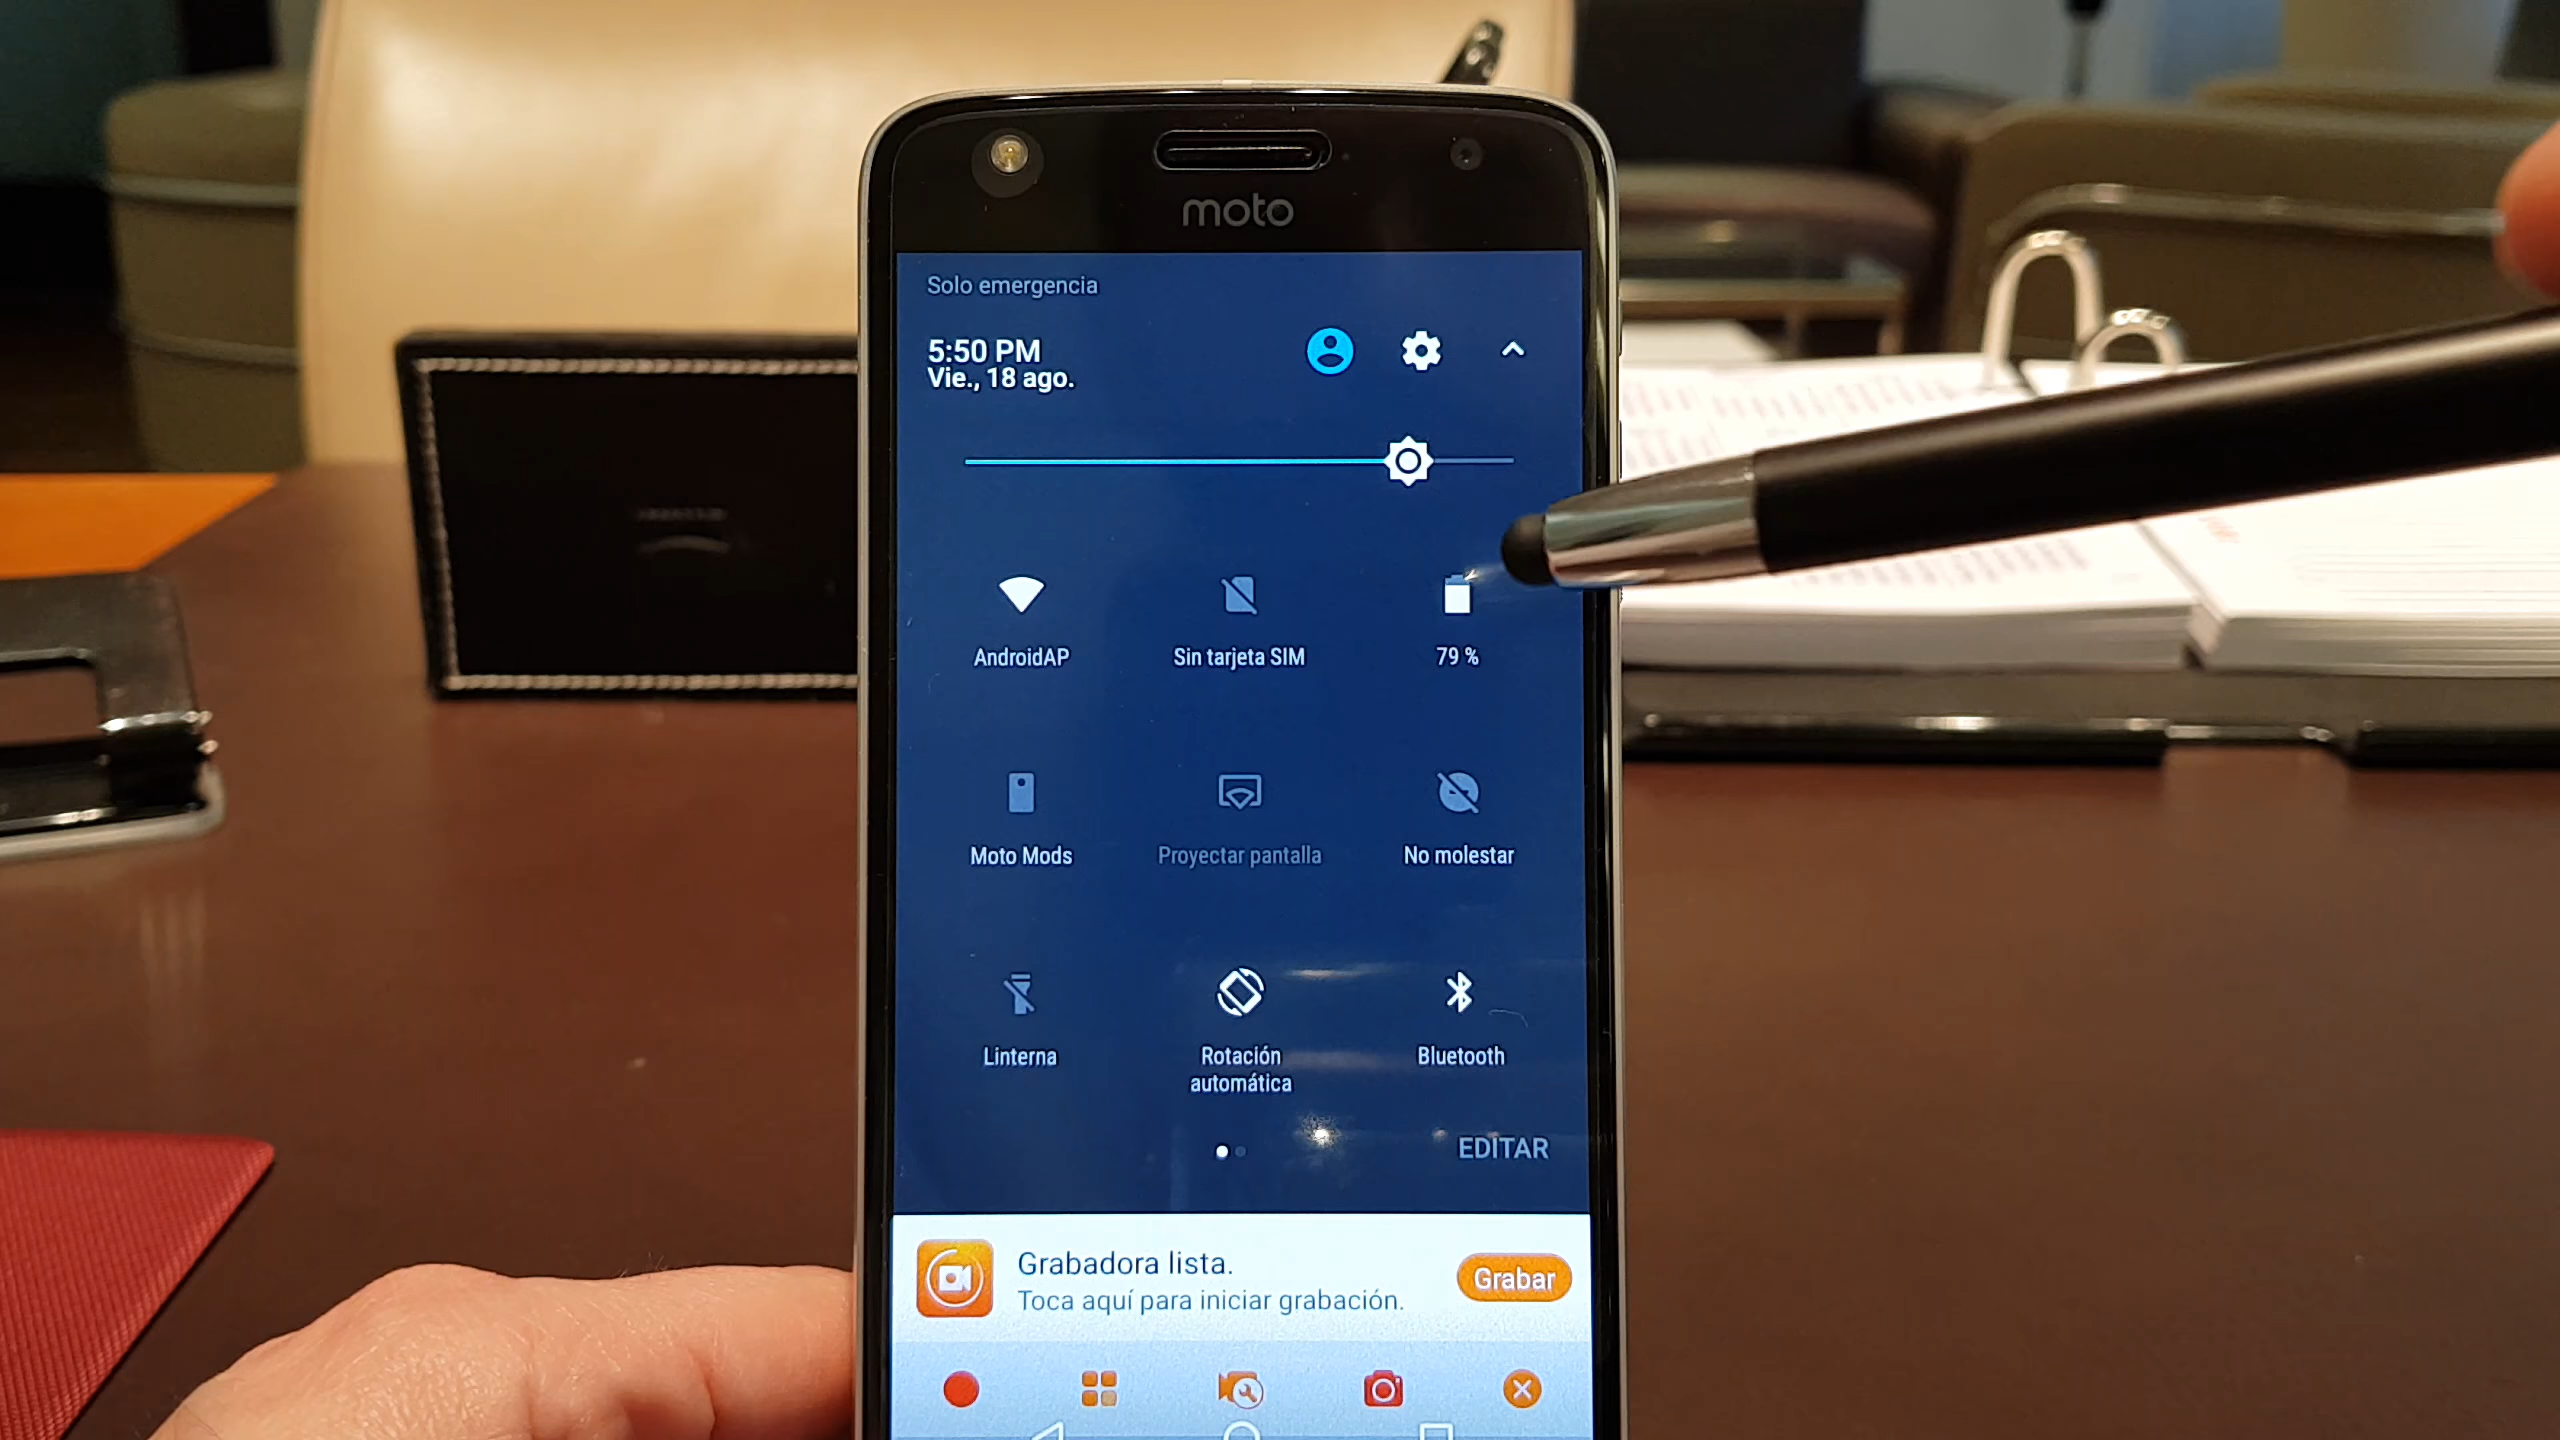 moto
Solo emergencia
5:50 PM
Vie., 18 ago.
AndroidAP
Sin tarjeta SIM
79 %
Moto Mods
Proyectar pantalla
No molestar
Linterna
Rotación
automática
Bluetooth
EDITAR
Grabadora lista.
Toca aquí para iniciar grabación.
Grabar